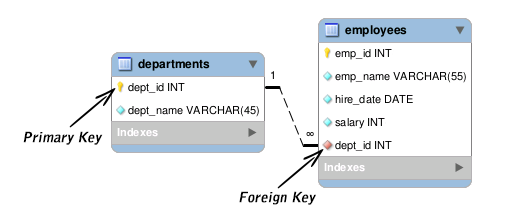 departments
dept_id INT
dept_name VARCHAR(45)
Indexes
Primary Key
1
∞
employees
emp_id INT
emp_name VARCHAR(55)
hire_date DATE
salary INT
dept_id INT
Indexes
Foreign Key